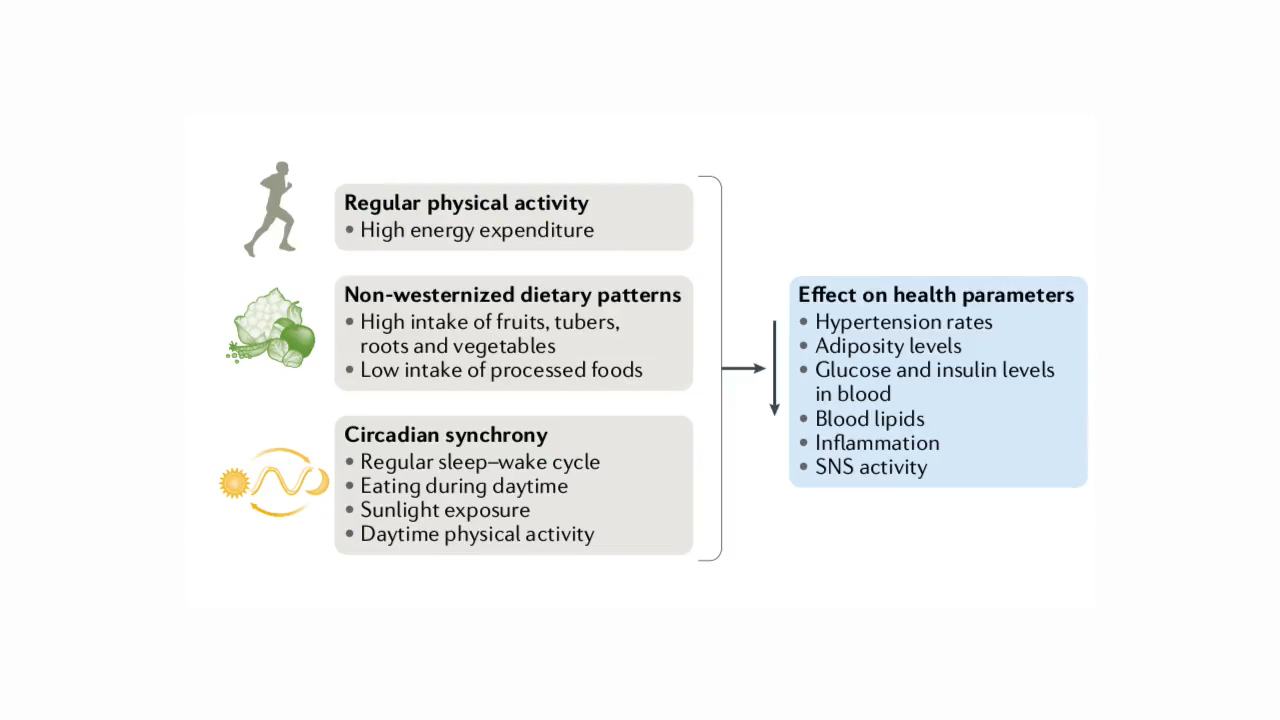 Regular physical activity
• High energy expenditure
Non-westernized dietary patterns
• High intake of fruits, tubers,
roots and vegetables
• Low intake of processed foods
Circadian synchrony
• Regular sleep–wake cycle
• Eating during daytime
• Sunlight exposure
• Daytime physical activity
Effect on health parameters
• Hypertension rates
• Adiposity levels
• Glucose and insulin levels
in blood
• Blood lipids
• Inflammation
• SNS activity